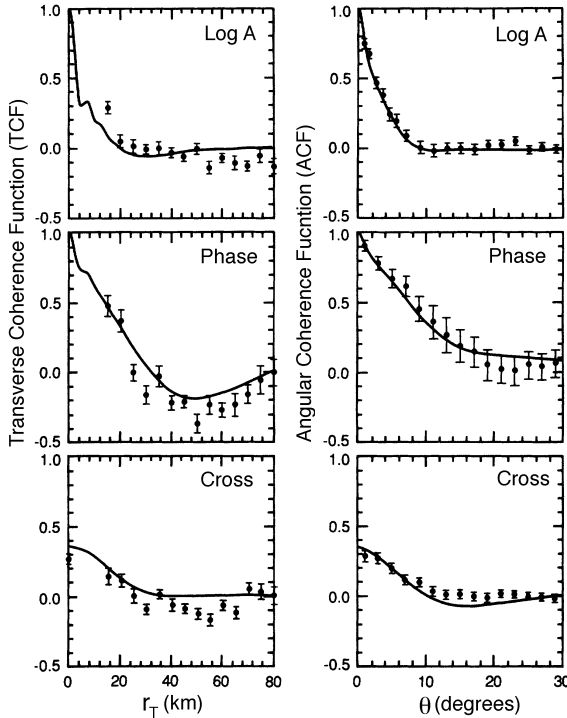 Transverse Coherence Function (TCF)
1.0
0.5
0.0
-0.5
Log A
1.0
0.5
0.0
-0.5
Phase
1.0
0.5
0.0
-0.5
Cross
0 20 40 60 80
rT (km)
Angular Coherence Fucntion (ACF)
1.0
0.5
0.0
-0.5
Log A
1.0
0.5
0.0
-0.5
Phase
1.0
0.5
0.0
-0.5
Cross
0 10 20 30
θ (degrees)